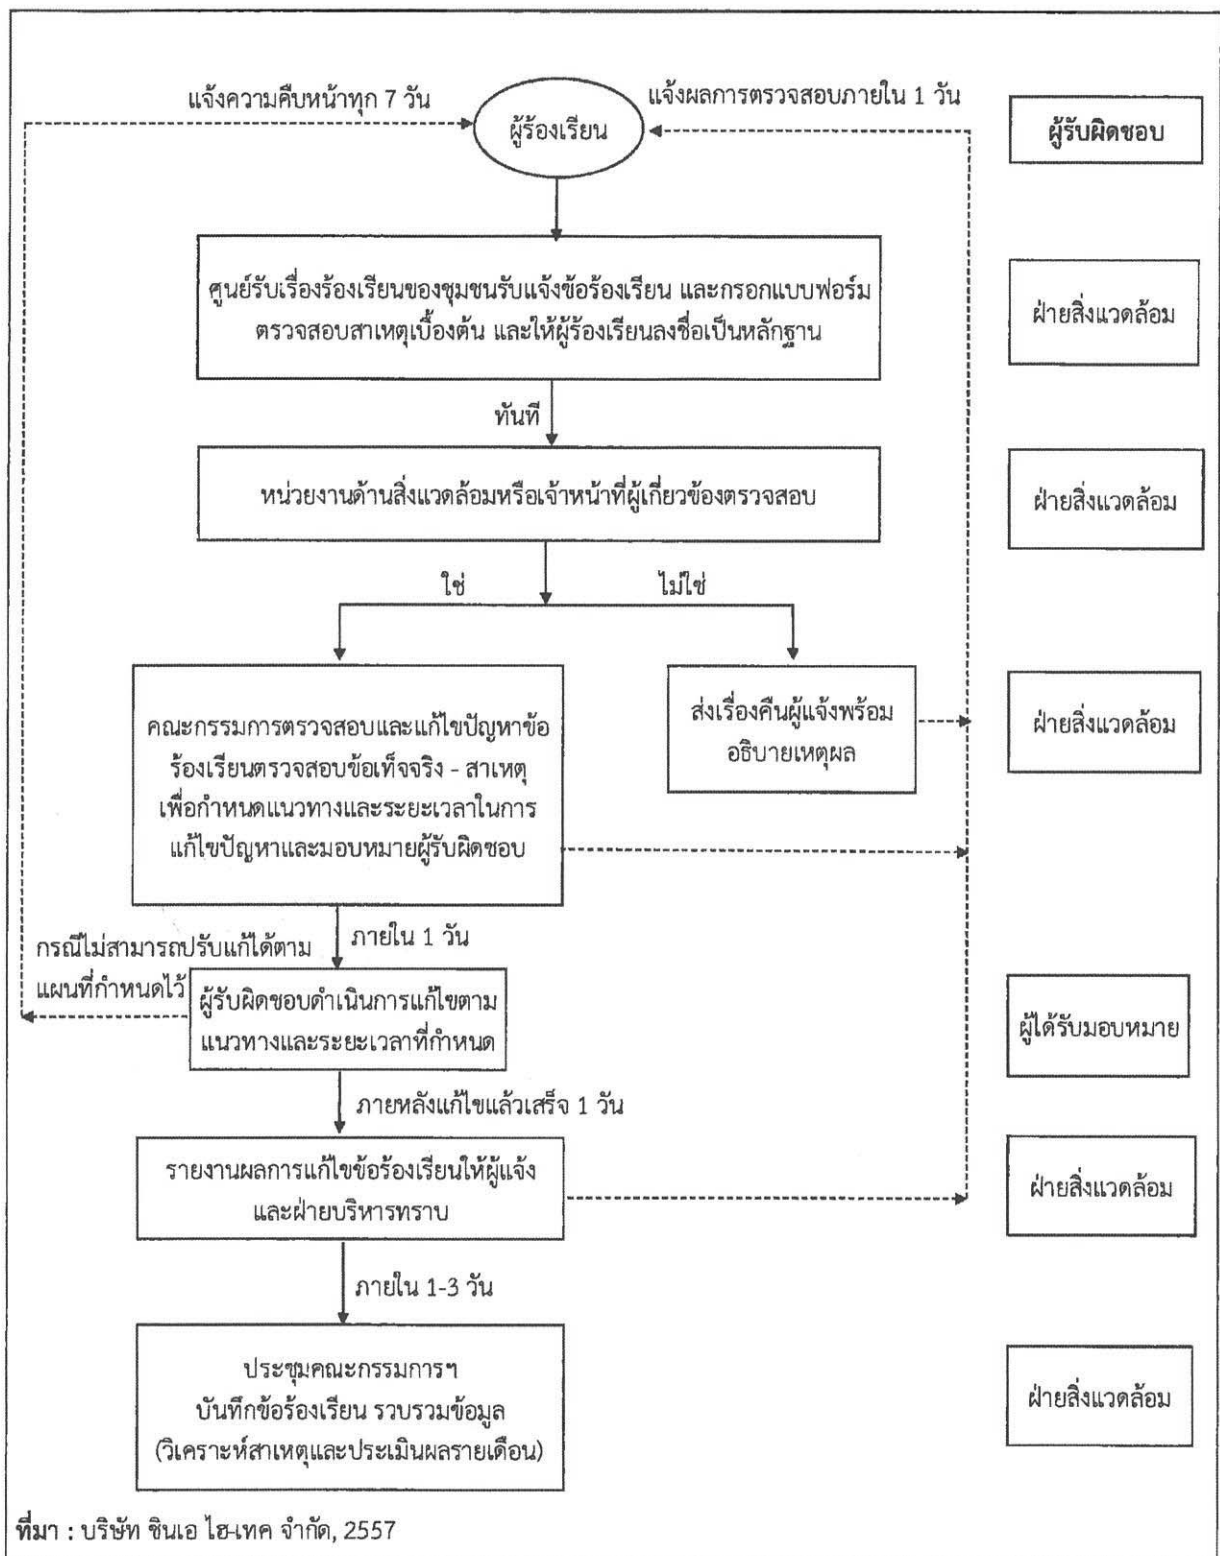 แจ้งความคืบหน้าทุก 7 วัน
แจ้งผลการตรวจสอบภายใน 1 วัน
ผู้ร้องเรียน
ผู้รับผิดชอบ
ศูนย์รับเรื่องร้องเรียนของชุมชนรับแจ้งข้อร้องเรียน และกรอกแบบฟอร์ม
ตรวจสอบสาเหตุเบื้องต้น และให้ผู้ร้องเรียนลงชื่อเป็นหลักฐาน
ฝ่ายสิ่งแวดล้อม
ทันที
หน่วยงานด้านสิ่งแวดล้อมหรือเจ้าหน้าที่ผู้เกี่ยวข้องตรวจสอบ
ฝ่ายสิ่งแวดล้อม
ใช่
ไม่ใช่
คณะกรรมการตรวจสอบและแก้ไขปัญหาข้อ
ร้องเรียนตรวจสอบข้อเท็จจริง - สาเหตุ
เพื่อกำหนดแนวทางและระยะเวลาในการ
แก้ไขปัญหาและมอบหมายผู้รับผิดชอบ
ส่งเรื่องคืนผู้แจ้งพร้อม
อธิบายเหตุผล
ฝ่ายสิ่งแวดล้อม
ภายใน 1 วัน
กรณีไม่สามารถปรับแก้ได้ตาม
แผนที่กำหนดไว้
ผู้รับผิดชอบดำเนินการแก้ไขตาม
แนวทางและระยะเวลาที่กำหนด
ผู้ได้รับมอบหมาย
ภายหลังแก้ไขแล้วเสร็จ 1 วัน
รายงานผลการแก้ไขข้อร้องเรียนให้ผู้แจ้ง
และฝ่ายบริหารทราบ
ฝ่ายสิ่งแวดล้อม
ภายใน 1-3 วัน
ประชุมคณะกรรมการฯ
บันทึกข้อร้องเรียน รวบรวมข้อมูล
(วิเคราะห์สาเหตุและประเมินผลรายเดือน)
ฝ่ายสิ่งแวดล้อม
ที่มา : บริษัท ชินเอ ไฮ-เทค จำกัด, 2557